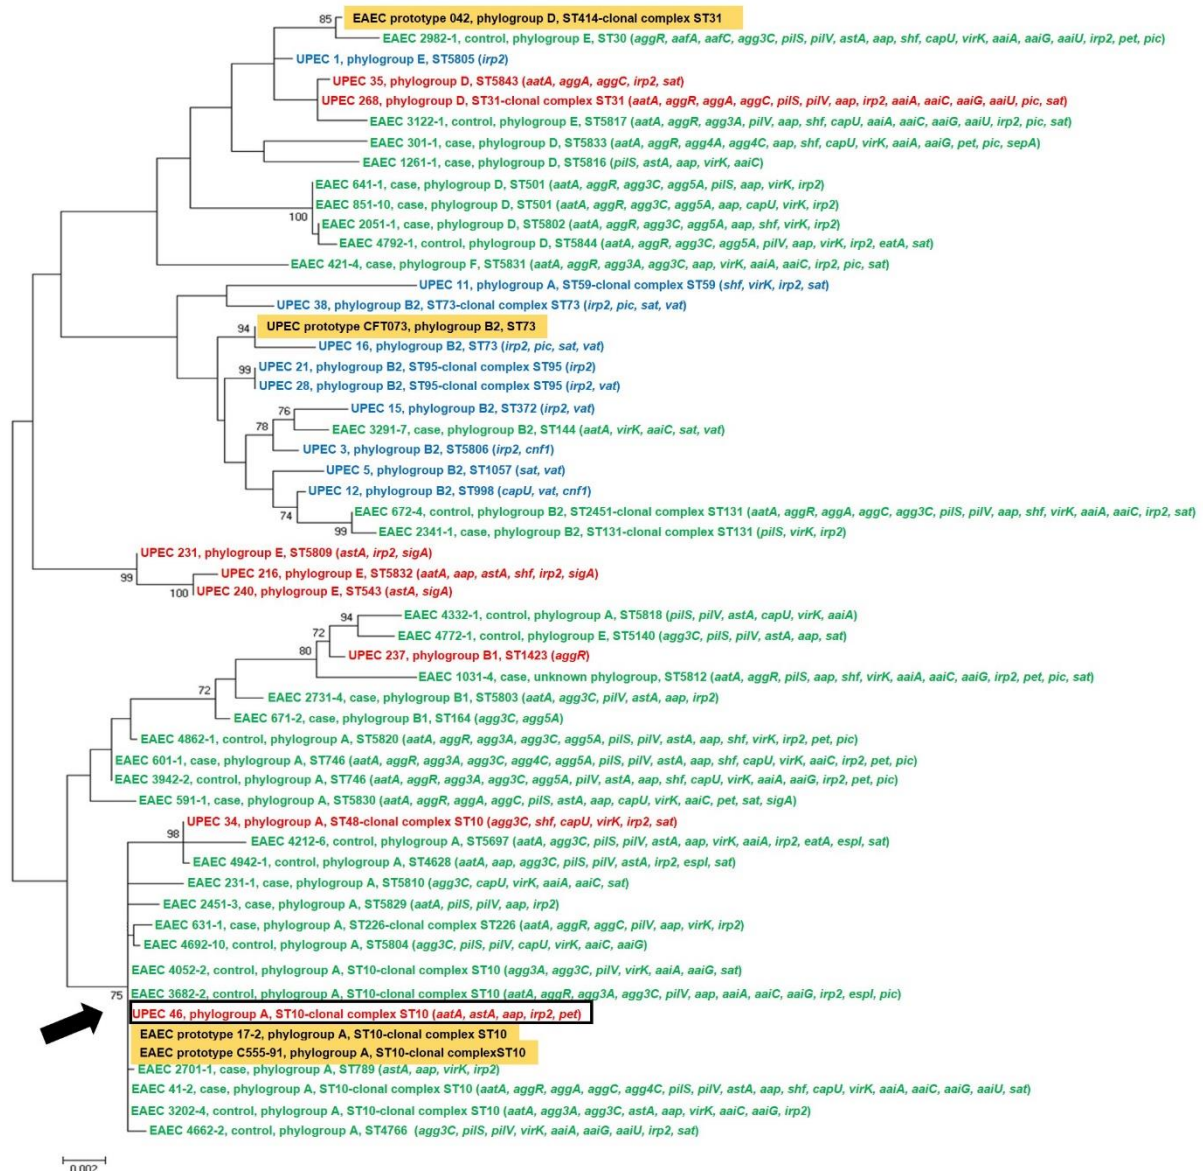 85
EAEC prototype 042, phylogroup D, ST414-clonal complex ST31
EAEC 2982-1, control, phylogroup E, ST30 (aggR, aafA, aafC, agg3C, pilS, pilV, astA, aap, shf, capU, virK, aaiA, aaiG, aaiU, irp2, pet, pic)
UPEC 1, phylogroup E, ST5805 (irp2)
UPEC 35, phylogroup D, ST5843 (aatA, aggA, aggC, irp2, sat)
UPEC 268, phylogroup D, ST31-clonal complex ST31 (aatA, aggR, aggA, aggC, pilS, pilV, aap, irp2, aaiA, aaiC, aaiG, aaiU, pic, sat)
EAEC 3122-1, control, phylogroup E, ST5817 (aatA, aggR, agg3A, pilV, aap, shf, capU, aaiA, aaiC, aaiG, aaiU, irp2, pic, sat)
EAEC 301-1, case, phylogroup D, ST5833 (aatA, aggR, agg4A, agg4C, aap, shf, capU, virK, aaiA, aaiG, pet, pic, sepA)
EAEC 1261-1, case, phylogroup D, ST5816 (pilS, astA, aap, virK, aaiC)
EAEC 641-1, case, phylogroup D, ST501 (aatA, aggR, agg3C, agg5A, pilS, aap, virK, irp2)
EAEC 851-10, case, phylogroup D, ST501 (aatA, aggR, agg3C, agg5A, aap, capU, virK, irp2)
100
EAEC 2051-1, case, phylogroup D, ST5802 (aatA, aggR, agg3C, agg5A, aap, shf, virK, irp2)
EAEC 4792-1, control, phylogroup D, ST5844 (aatA, aggR, agg3C, agg5A, pilV, aap, virK, irp2, eatA, sat)
EAEC 421-4, case, phylogroup F, ST5831 (aatA, aggR, agg3A, agg3C, aap, virK, aaiA, aaiC, irp2, pic, sat)
UPEC 11, phylogroup A, ST59-clonal complex ST59 (shf, virK, irp2, sat)
UPEC 38, phylogroup B2, ST73-clonal complex ST73 (irp2, pic, sat, vat)
94
UPEC prototype CFT073, phylogroup B2, ST73
UPEC 16, phylogroup B2, ST73 (irp2, pic, sat, vat)
99
UPEC 21, phylogroup B2, ST95-clonal complex ST95 (irp2)
UPEC 28, phylogroup B2, ST95-clonal complex ST95 (irp2, vat)
76
UPEC 15, phylogroup B2, ST372 (irp2, vat)
78
EAEC 3291-7, case, phylogroup B2, ST144 (aatA, virK, aaiC, sat, vat)
UPEC 3, phylogroup B2, ST5806 (irp2, cnf1)
UPEC 5, phylogroup B2, ST1057 (sat, vat)
UPEC 12, phylogroup B2, ST998 (capU, vat, cnf1)
74
EAEC 672-4, control, phylogroup B2, ST2451-clonal complex ST131 (aatA, aggR, aggA, aggC, agg3C, pilS, pilV, aap, shf, virK, aaiA, aaiC, irp2, sat)
99
EAEC 2341-1, case, phylogroup B2, ST131-clonal complex ST131 (pilS, virK, irp2)
UPEC 231, phylogroup E, ST5809 (astA, irp2, sigA)
99
UPEC 216, phylogroup E, ST5832 (aatA, aap, astA, shf, irp2, sigA)
100
UPEC 240, phylogroup E, ST543 (astA, sigA)
94
EAEC 4332-1, control, phylogroup A, ST5818 (pilS, pilV, astA, capU, virK, aaiA)
72
EAEC 4772-1, control, phylogroup E, ST5140 (agg3C, pilS, pilV, astA, aap, sat)
80
UPEC 237, phylogroup B1, ST1423 (aggR)
EAEC 1031-4, case, unknown phylogroup, ST5812 (aatA, aggR, pilS, aap, shf, virK, aaiA, aaiC, aaiG, irp2, pet, pic, sat)
72
EAEC 2731-4, case, phylogroup B1, ST5803 (aatA, agg3C, pilV, astA, aap, irp2)
EAEC 671-2, case, phylogroup B1, ST164 (agg3C, agg5A)
EAEC 4862-1, control, phylogroup A, ST5820 (aatA, aggR, agg3A, agg3C, agg5A, pilS, pilV, astA, aap, shf, virK, irp2, pet, pic)
EAEC 601-1, case, phylogroup A, ST746 (aatA, aggR, agg3A, agg3C, agg4C, agg5A, pilS, pilV, astA, aap, shf, capU, virK, aaiC, irp2, pet, pic)
EAEC 3942-2, control, phylogroup A, ST746 (aatA, aggR, agg3A, agg3C, agg5A, pilV, astA, aap, shf, capU, virK, aaiA, aaiG, irp2, pet, pic)
EAEC 591-1, case, phylogroup A, ST5830 (aatA, aggR, aggA, aggC, pilS, astA, aap, capU, virK, aaiC, pet, sat, sigA)
UPEC 34, phylogroup A, ST48-clonal complex ST10 (agg3C, shf, capU, virK, irp2, sat)
98
EAEC 4212-6, control, phylogroup A, ST5697 (agg3C, pilS, pilV, astA, aap, virK, aaiA, irp2, eatA, espI, sat)
EAEC 4942-1, control, phylogroup A, ST4628 (aatA, aap, agg3C, pilS, pilV, astA, irp2, espI, sat)
EAEC 231-1, case, phylogroup A, ST5810 (agg3C, capU, virK, aaiA, aaiC, sat)
EAEC 2451-3, case, phylogroup A, ST5829 (aatA, pilS, pilV, aap, irp2)
EAEC 631-1, case, phylogroup A, ST226-clonal complex ST226 (aatA, aggR, aggC, pilV, aap, virK, irp2)
EAEC 4692-10, control, phylogroup A, ST5804 (agg3C, pilS, pilV, capU, virK, aaiC, aaiG)
EAEC 4052-2, control, phylogroup A, ST10-clonal complex ST10 (agg3A, agg3C, pilV, virK, aaiA, aaiG, sat)
75
EAEC 3682-2, control, phylogroup A, ST10-clonal complex ST10 (aatA, aggR, agg3A, agg3C, pilV, aap, aaiA, aaiC, aaiG, irp2, espI, pic)
UPEC 46, phylogroup A, ST10-clonal complex ST10 (aatA, astA, aap, irp2, pet)
EAEC prototype 17-2, phylogroup A, ST10-clonal complex ST10
EAEC prototype C555-91, phylogroup A, ST10-clonal complexST10
EAEC 2701-1, case, phylogroup A, ST789 (astA, aap, virK, irp2)
EAEC 41-2, case, phylogroup A, ST10-clonal complex ST10 (aatA, aggR, aggA, aggC, agg4C, pilS, pilV, astA, aap, shf, capU, virK, aaiA, aaiC, aaiG, aaiU, sat)
EAEC 3202-4, control, phylogroup A, ST10-clonal complex ST10 (aatA, agg3A, agg3C, astA, aap, virK, aaiC, aaiG, irp2)
EAEC 4662-2, control, phylogroup A, ST4766 (agg3C, pilS, pilV, virK, aaiA, aaiG, aaiU, irp2, sat)
0.002